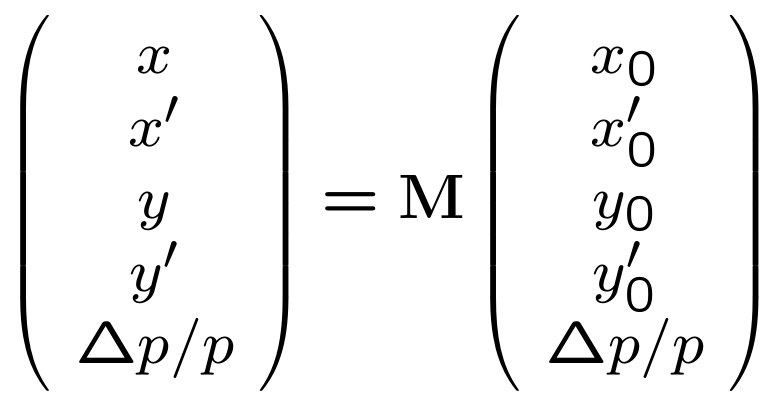 x x₀
x′ x′₀
y = M y₀
y′ y′₀
Δp/p Δp/p